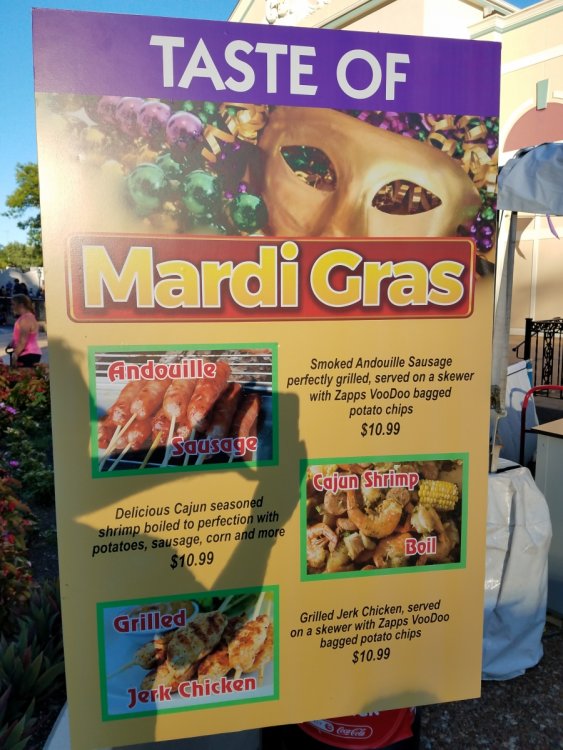 TASTE OF
Mardi Gras
Andouille
Sausage
Smoked Andouille Sausage
perfectly grilled, served on a skewer
with Zapps VooDoo bagged
potato chips
$10.99
Delicious Cajun seasoned
shrimp boiled to perfection with
potatoes, sausage, corn and more
$10.99
Cajun Shrimp
Boil
Grilled
Jerk Chicken
Grilled Jerk Chicken, served
on a skewer with Zapps VooDoo
bagged potato chips
$10.99
Coca-Cola